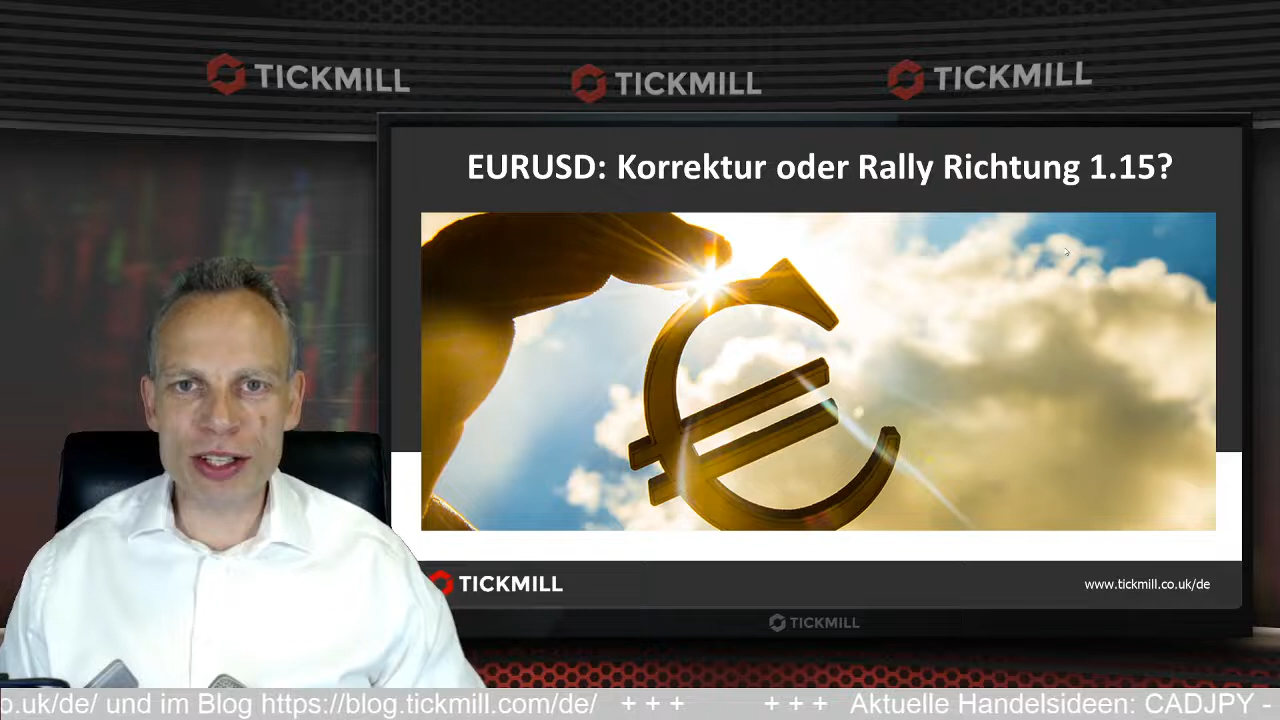 TICKMILL TICKMILL TICKMILL
EURUSD: Korrektur oder Rally Richtung 1.15?
TICKMILL www.tickmill.co.uk/de
TICKMILL
o.uk/de/ und im Blog https://blog.tickmill.com/de/ +++ +++ Aktuelle Handelsideen: CADJPY -